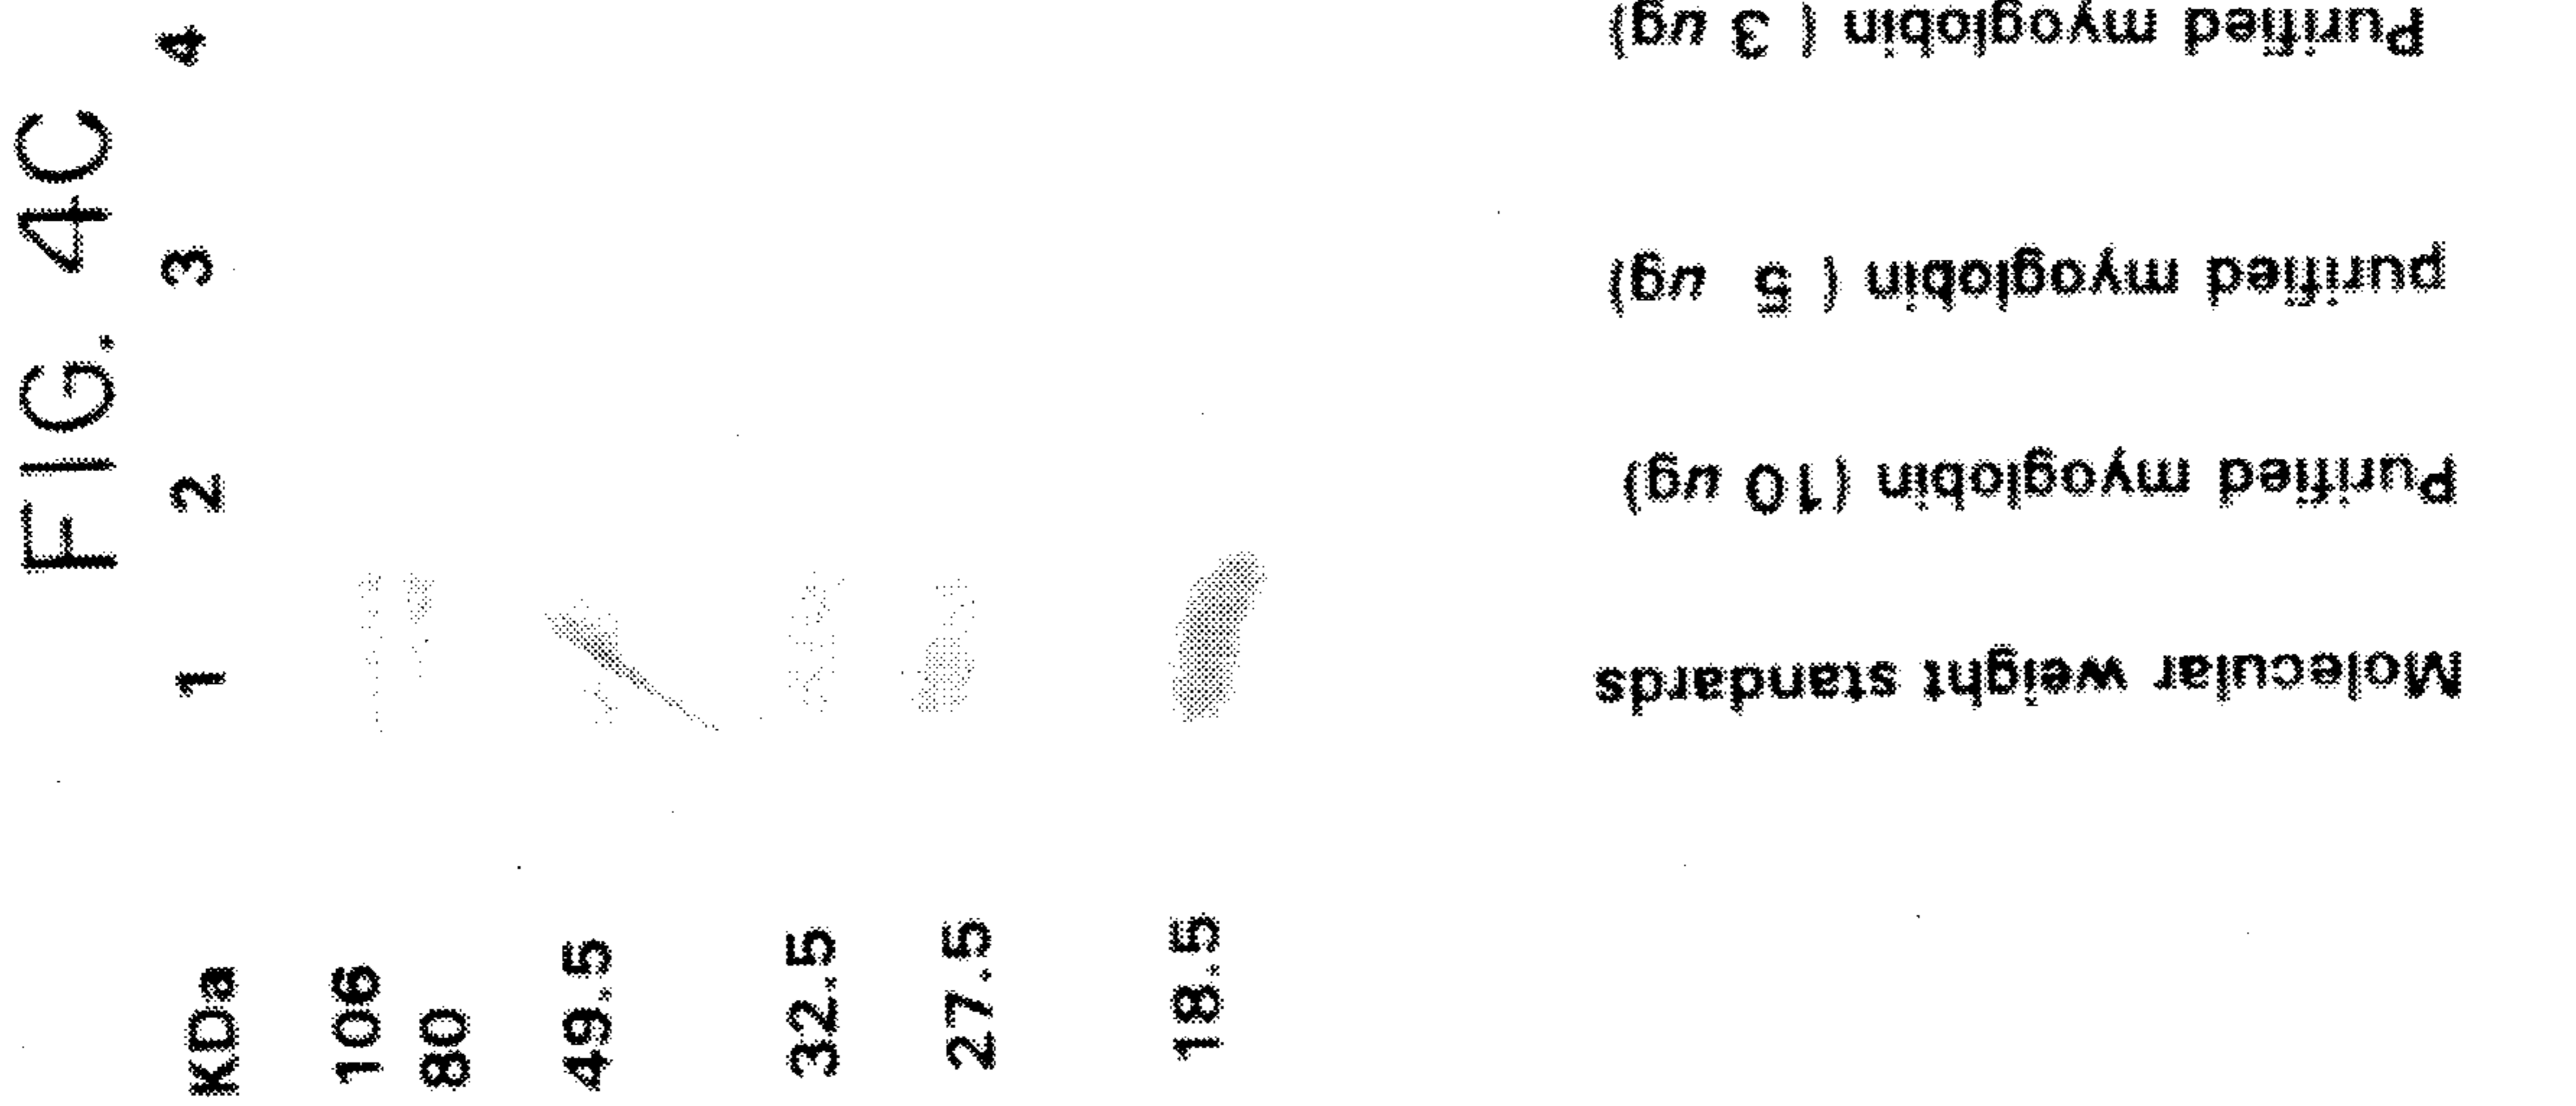 FIG. 4C
1 2 3 4
KDa
106
80
49.5
32.5
27.5
18.5
Molecular weight standards
Purified myoglobin (10 ug)
purified myoglobin ( 5 ug)
Purified myoglobin ( 3 ug)